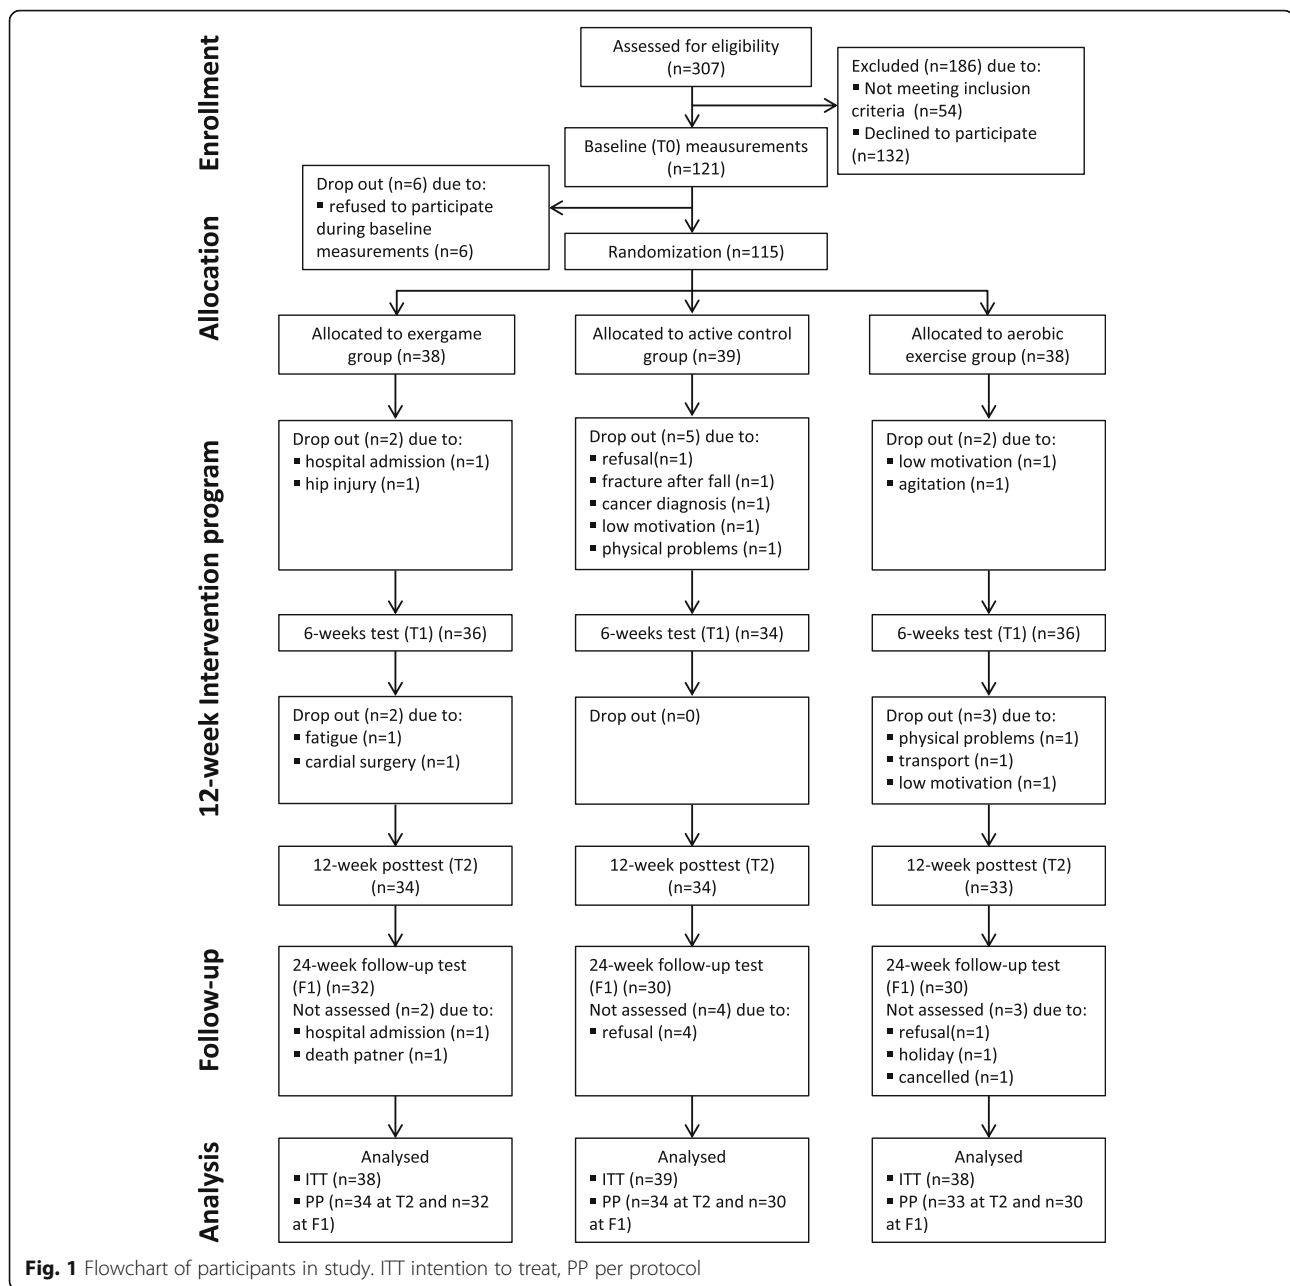 Enrollment
Assessed for eligibility
(n=307)
Excluded (n=186) due to:
▪ Not meeting inclusion
criteria (n=54)
▪ Declined to participate
(n=132)
Baseline (T0) meausurements
(n=121)
Drop out (n=6) due to:
▪ refused to participate
during baseline
measurements (n=6)
Allocation
Randomization (n=115)
Allocated to exergame
group (n=38)
Allocated to active control
group (n=39)
Allocated to aerobic
exercise group (n=38)
12-week Intervention program
Drop out (n=2) due to:
▪ hospital admission (n=1)
▪ hip injury (n=1)
Drop out (n=5) due to:
▪ refusal(n=1)
▪ fracture after fall (n=1)
▪ cancer diagnosis (n=1)
▪ low motivation (n=1)
▪ physical problems (n=1)
Drop out (n=2) due to:
▪ low motivation (n=1)
▪ agitation (n=1)
6-weeks test (T1) (n=36)
6-weeks test (T1) (n=34)
6-weeks test (T1) (n=36)
Drop out (n=2) due to:
▪ fatigue (n=1)
▪ cardial surgery (n=1)
Drop out (n=0)
Drop out (n=3) due to:
▪ physical problems (n=1)
▪ transport (n=1)
▪ low motivation (n=1)
12-week posttest (T2)
(n=34)
12-week posttest (T2)
(n=34)
12-week posttest (T2)
(n=33)
Follow-up
24-week follow-up test
(F1) (n=32)
Not assessed (n=2) due to:
▪ hospital admission (n=1)
▪ death patner (n=1)
24-week follow-up test
(F1) (n=30)
Not assessed (n=4) due to:
▪ refusal (n=4)
24-week follow-up test
(F1) (n=30)
Not assessed (n=3) due to:
▪ refusal(n=1)
▪ holiday (n=1)
▪ cancelled (n=1)
Analysis
Analysed
▪ ITT (n=38)
▪ PP (n=34 at T2 and n=32
at F1)
Analysed
▪ ITT (n=39)
▪ PP (n=34 at T2 and n=30
at F1)
Analysed
▪ ITT (n=38)
▪ PP (n=33 at T2 and n=30
at F1)
Fig. 1 Flowchart of participants in study. ITT intention to treat, PP per protocol